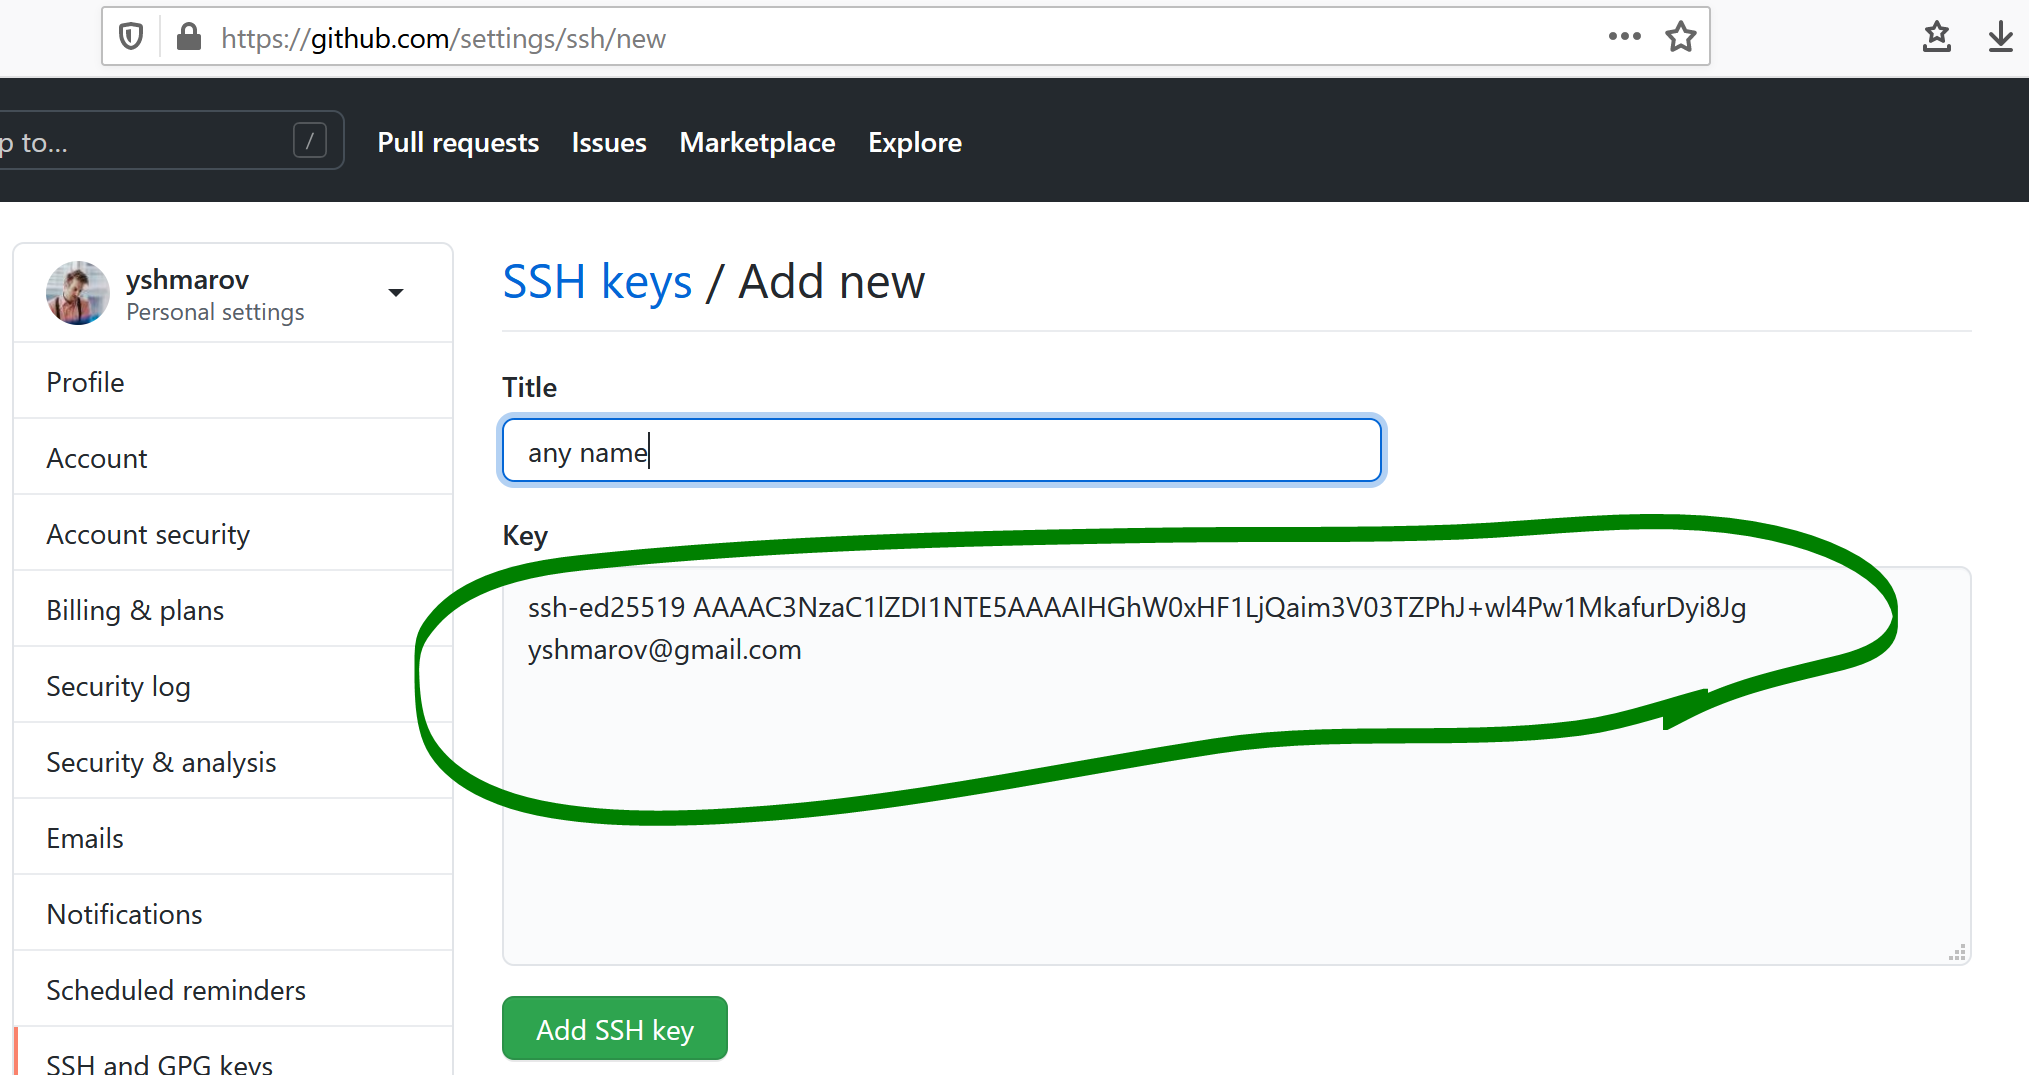 https://github.com/settings/ssh/new
p to...
/
Pull requests Issues Marketplace Explore
yshmarov
Personal settings
Profile
Account
Account security
Billing & plans
Security log
Security & analysis
Emails
Notifications
Scheduled reminders
SSH and GPG keys
SSH keys / Add new
Title
any name
Key
ssh-ed25519 AAAAC3NzaC1lZDI1NTE5AAAAIHGhW0xHF1LjQaim3V03TZPhJ+wl4Pw1MkafurDyi8Jg
yshmarov@gmail.com
Add SSH key